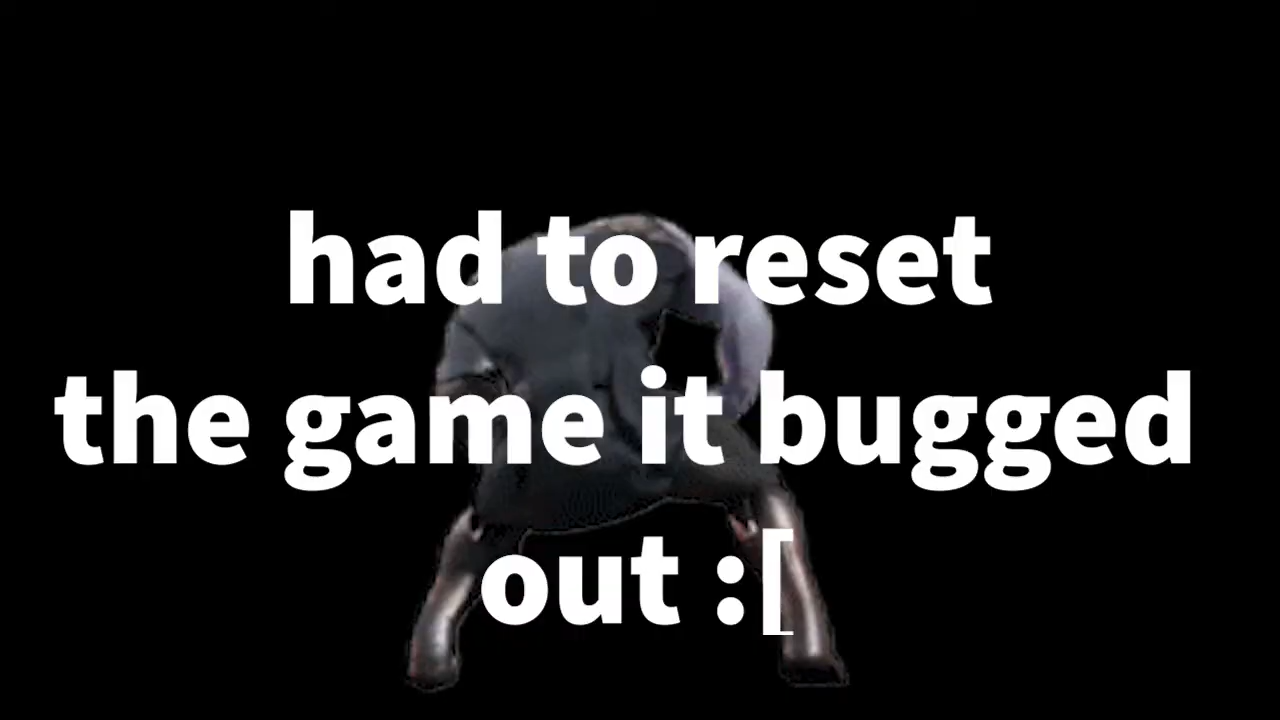 had to reset
the game it bugged
out :[